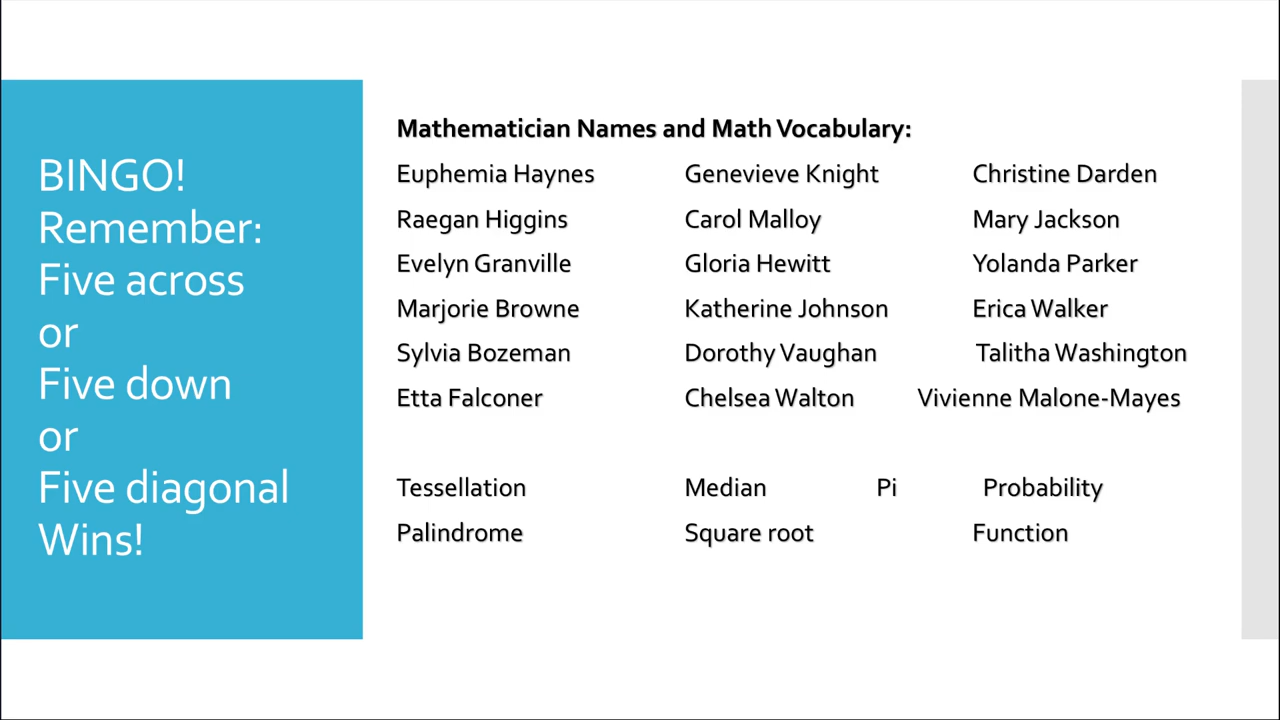 BINGO!
Remember:
Five across
or
Five down
or
Five diagonal
Wins!
Mathematician Names and Math Vocabulary:
Euphemia Haynes Genevieve Knight Christine Darden
Raegan Higgins Carol Malloy Mary Jackson
Evelyn Granville Gloria Hewitt Yolanda Parker
Marjorie Browne Katherine Johnson Erica Walker
Sylvia Bozeman Dorothy Vaughan Talitha Washington
Etta Falconer Chelsea Walton Vivienne Malone-Mayes
Tessellation Median Pi Probability
Palindrome Square root Function